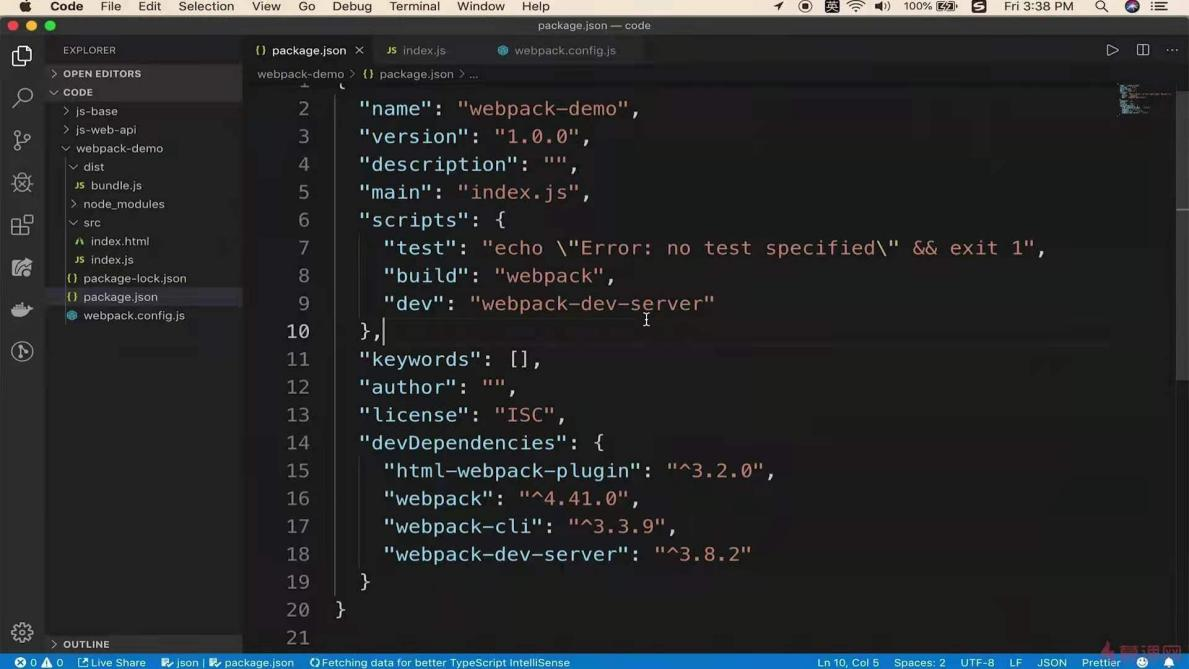 Code File Edit Selection View Go Debug Terminal Window Help 英 100% Fri 3:38 PM
package.json — code
EXPLORER
package.json
JS index.js
webpack.config.js
OPEN EDITORS
webpack-demo > {} package.json > ...
CODE
js-base
js-web-api
webpack-demo
dist
JS bundle.js
node_modules
src
index.html
JS index.js
{} package-lock.json
{} package.json
webpack.config.js
OUTLINE
1 {
2 "name": "webpack-demo",
3 "version": "1.0.0",
4 "description": "",
5 "main": "index.js",
6 "scripts": {
7 "test": "echo \"Error: no test specified\" && exit 1",
8 "build": "webpack",
9 "dev": "webpack-dev-server"
10 },
11 "keywords": [],
12 "author": "",
13 "license": "ISC",
14 "devDependencies": {
15 "html-webpack-plugin": "^3.2.0",
16 "webpack": "^4.41.0",
17 "webpack-cli": "^3.3.9",
18 "webpack-dev-server": "^3.8.2"
19 }
20 }
21
0 0 Live Share json package.json Fetching data for better TypeScript IntelliSense Ln 10, Col 5 Spaces: 2 UTF-8 LF JSON Prettier